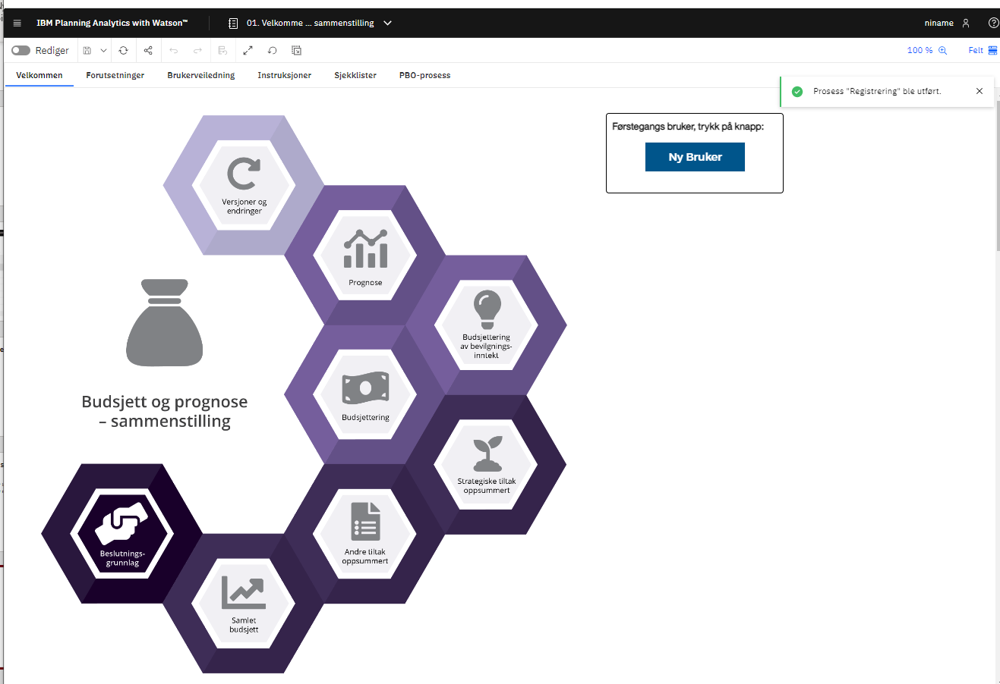 IBM Planning Analytics with Watson™
01. Velkomme ... sammenstilling
niname
Rediger
100 %
Felt
Velkommen
Forutsetninger
Brukerveiledning
Instruksjoner
Sjekklister
PBO-prosess
Prosess "Registrering" ble utført.
Førstegangs bruker, trykk på knapp:
Ny Bruker
Versjoner og
endringer
Prognose
Budsjettering
av bevilgnings-
inntekt
Budsjettering
Budsjett og prognose
– sammenstilling
Strategiske tiltak
oppsummert
Andre tiltak
oppsummert
Beslutnings-
grunnlag
Samlet
budsjett